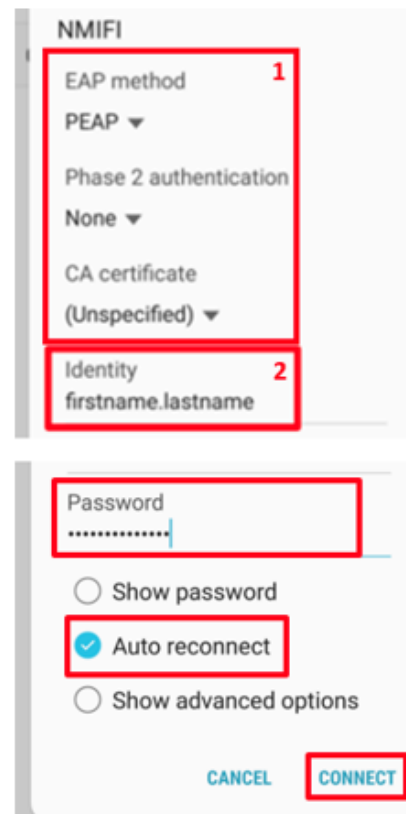 NMIFI
EAP method 1
PEAP
Phase 2 authentication
None
CA certificate
(Unspecified)
Identity 2
firstname.lastname
Password
••••••••••••••
Show password
Auto reconnect
Show advanced options
CANCEL CONNECT